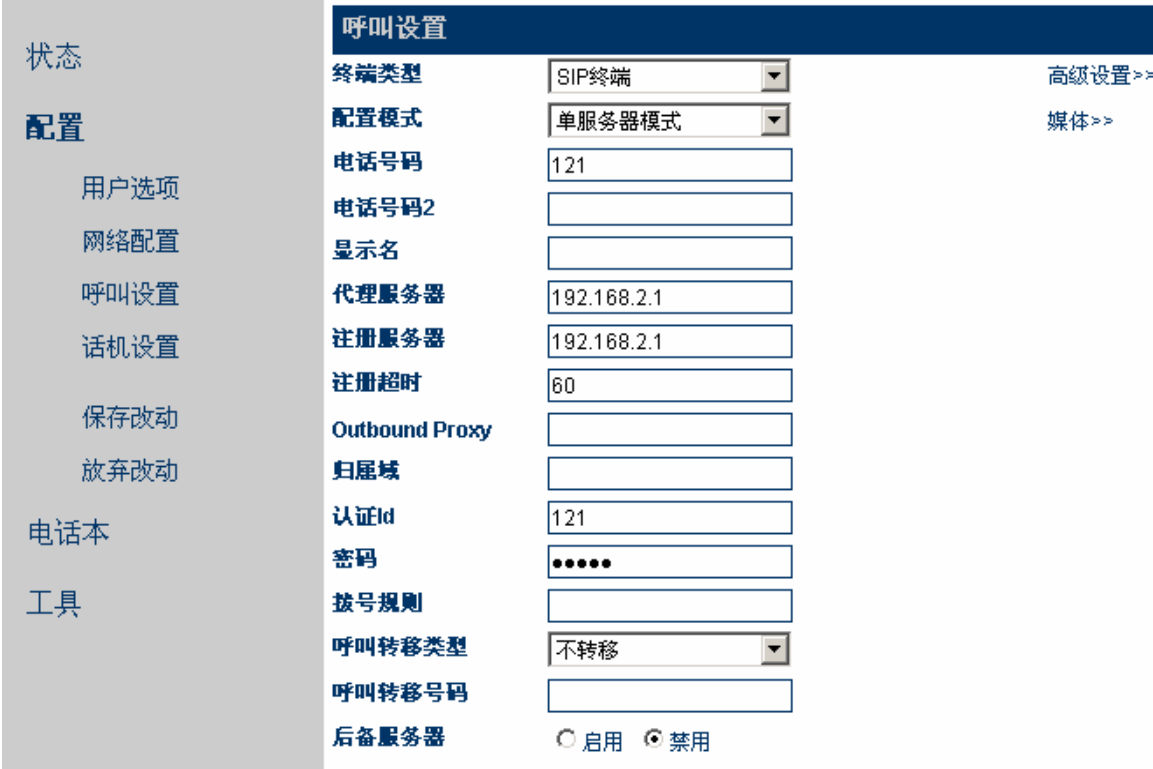 状态
配置
用户选项
网络配置
呼叫设置
话机设置
保存改动
放弃改动
电话本
工具
呼叫设置
终端类型 SIP终端 高级设置>>
配置模式 单服务器模式 媒体>>
电话号码 121
电话号码2
显示名
代理服务器 192.168.2.1
注册服务器 192.168.2.1
注册超时 60
Outbound Proxy
归属域
认证Id 121
密码 •••••
拨号规则
呼叫转移类型 不转移
呼叫转移号码
后备服务器 启用 禁用